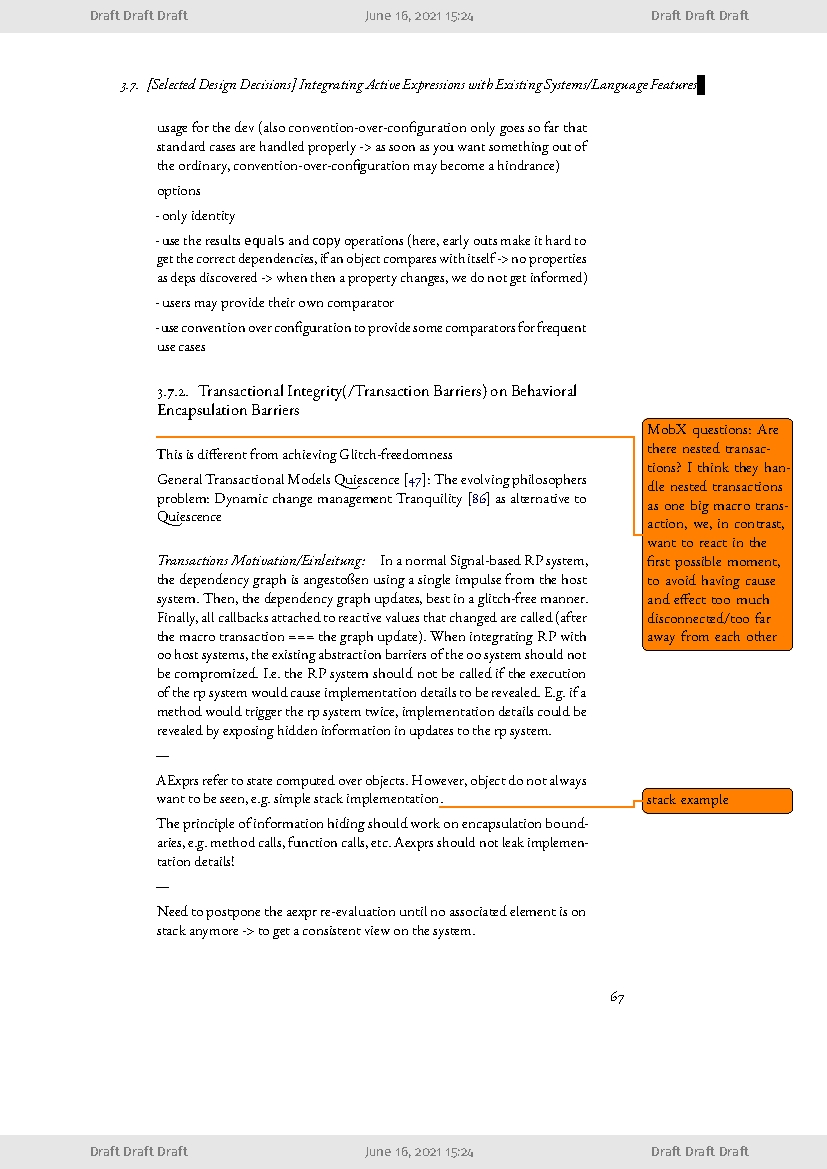 Draft Draft Draft June 16, 2021 15:24 Draft Draft Draft
3.7. [Selected Design Decisions] Integrating Active Expressions with Existing Systems/Language Features
usage for the dev (also convention-over-configuration only goes so far that
standard cases are handled properly -> as soon as you want something out of
the ordinary, convention-over-configuration may become a hindrance)
options
- only identity
- use the results equals and copy operations (here, early outs make it hard to
get the correct dependencies, if an object compares with itself -> no properties
as deps discovered -> when then a property changes, we do not get informed)
- users may provide their own comparator
- use convention over configuration to provide some comparators for frequent
use cases
3.7.2. Transactional Integrity(/Transaction Barriers) on Behavioral
Encapsulation Barriers
This is different from achieving Glitch-freedomness
General Transactional Models Quiescence [47]: The evolving philosophers
problem: Dynamic change management Tranquility [86] as alternative to
Quiescence
MobX questions: Are
there nested transac-
tions? I think they han-
dle nested transactions
as one big macro trans-
action, we, in contrast,
want to react in the
first possible moment,
to avoid having cause
and effect too much
disconnected/too far
away from each other
Transactions Motivation/Einleitung: In a normal Signal-based RP system,
the dependency graph is angestoßen using a single impulse from the host
system. Then, the dependency graph updates, best in a glitch-free manner.
Finally, all callbacks attached to reactive values that changed are called (after
the macro transaction === the graph update). When integrating RP with
oo host systems, the existing abstraction barriers of the oo system should not
be compromized. I.e. the RP system should not be called if the execution
of the rp system would cause implementation details to be revealed. E.g. if a
method would trigger the rp system twice, implementation details could be
revealed by exposing hidden information in updates to the rp system.
—
AExprs refer to state computed over objects. However, object do not always
want to be seen, e.g. simple stack implementation.
stack example
The principle of information hiding should work on encapsulation bound-
aries, e.g. method calls, function calls, etc. Aexprs should not leak implemen-
tation details!
—
Need to postpone the aexpr re-evaluation until no associated element is on
stack anymore -> to get a consistent view on the system.
67
Draft Draft Draft June 16, 2021 15:24 Draft Draft Draft